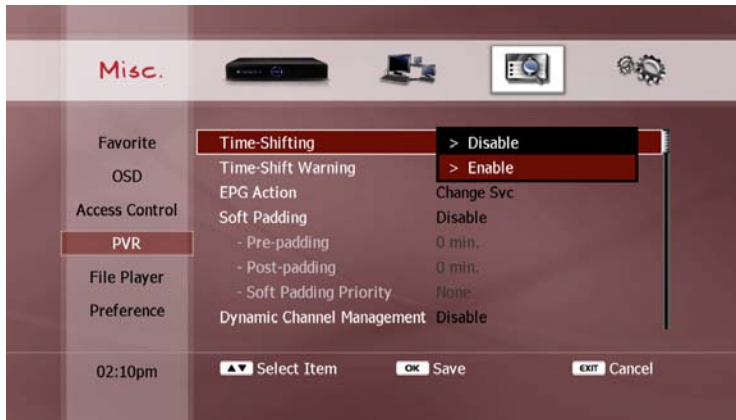 Misc.
Favorite
OSD
Access Control
PVR
File Player
Preference
02:10pm
Time-Shifting
> Disable
Time-Shift Warning
> Enable
EPG Action Change Svc
Soft Padding Disable
- Pre-padding 0 min.
- Post-padding 0 min.
- Soft Padding Priority None
Dynamic Channel Management Disable
▲▼ Select Item OK Save EXIT Cancel